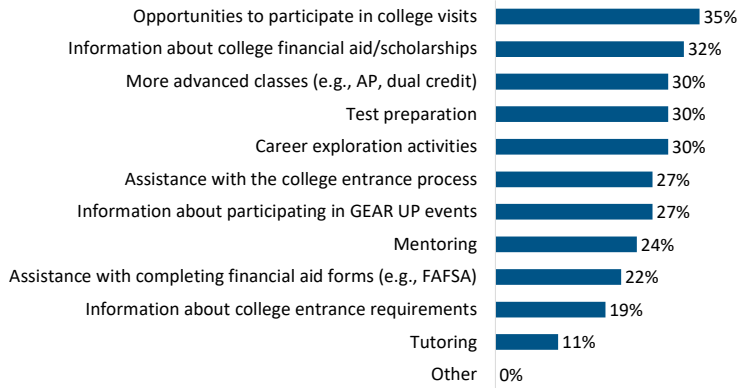 Opportunities to participate in college visits 35%
Information about college financial aid/scholarships 32%
More advanced classes (e.g., AP, dual credit) 30%
Test preparation 30%
Career exploration activities 30%
Assistance with the college entrance process 27%
Information about participating in GEAR UP events 27%
Mentoring 24%
Assistance with completing financial aid forms (e.g., FAFSA) 22%
Information about college entrance requirements 19%
Tutoring 11%
Other 0%